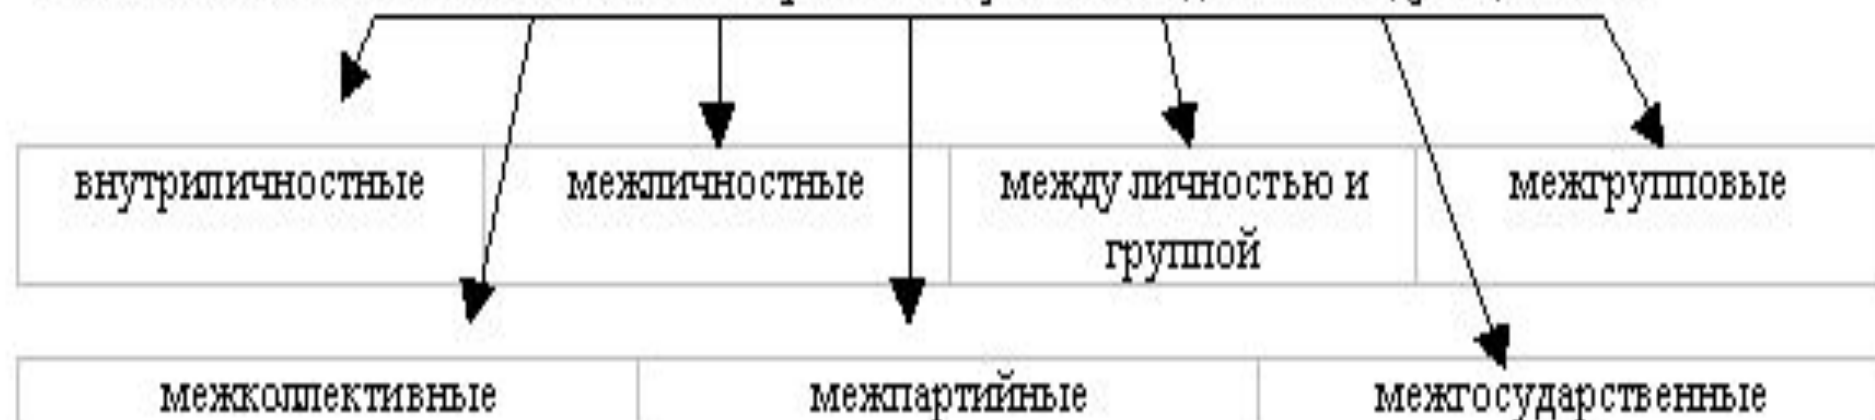 внутриличностные
межличностные
между личностью и
группой
межгрупповые
межколлективные
межпартийные
межгосударственные